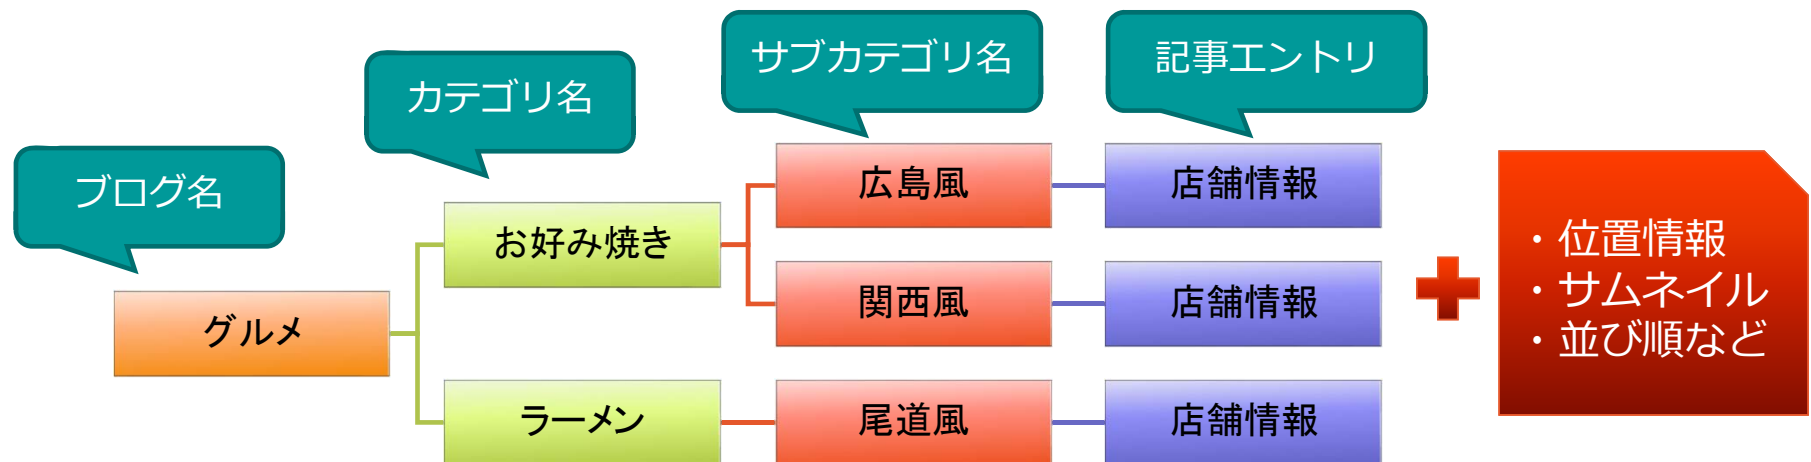 ブログ名
カテゴリ名
サブカテゴリ名
記事エントリ
グルメ
お好み焼き
広島風
店舗情報
関西風
店舗情報
ラーメン
尾道風
店舗情報
・位置情報
・サムネイル
・並び順など